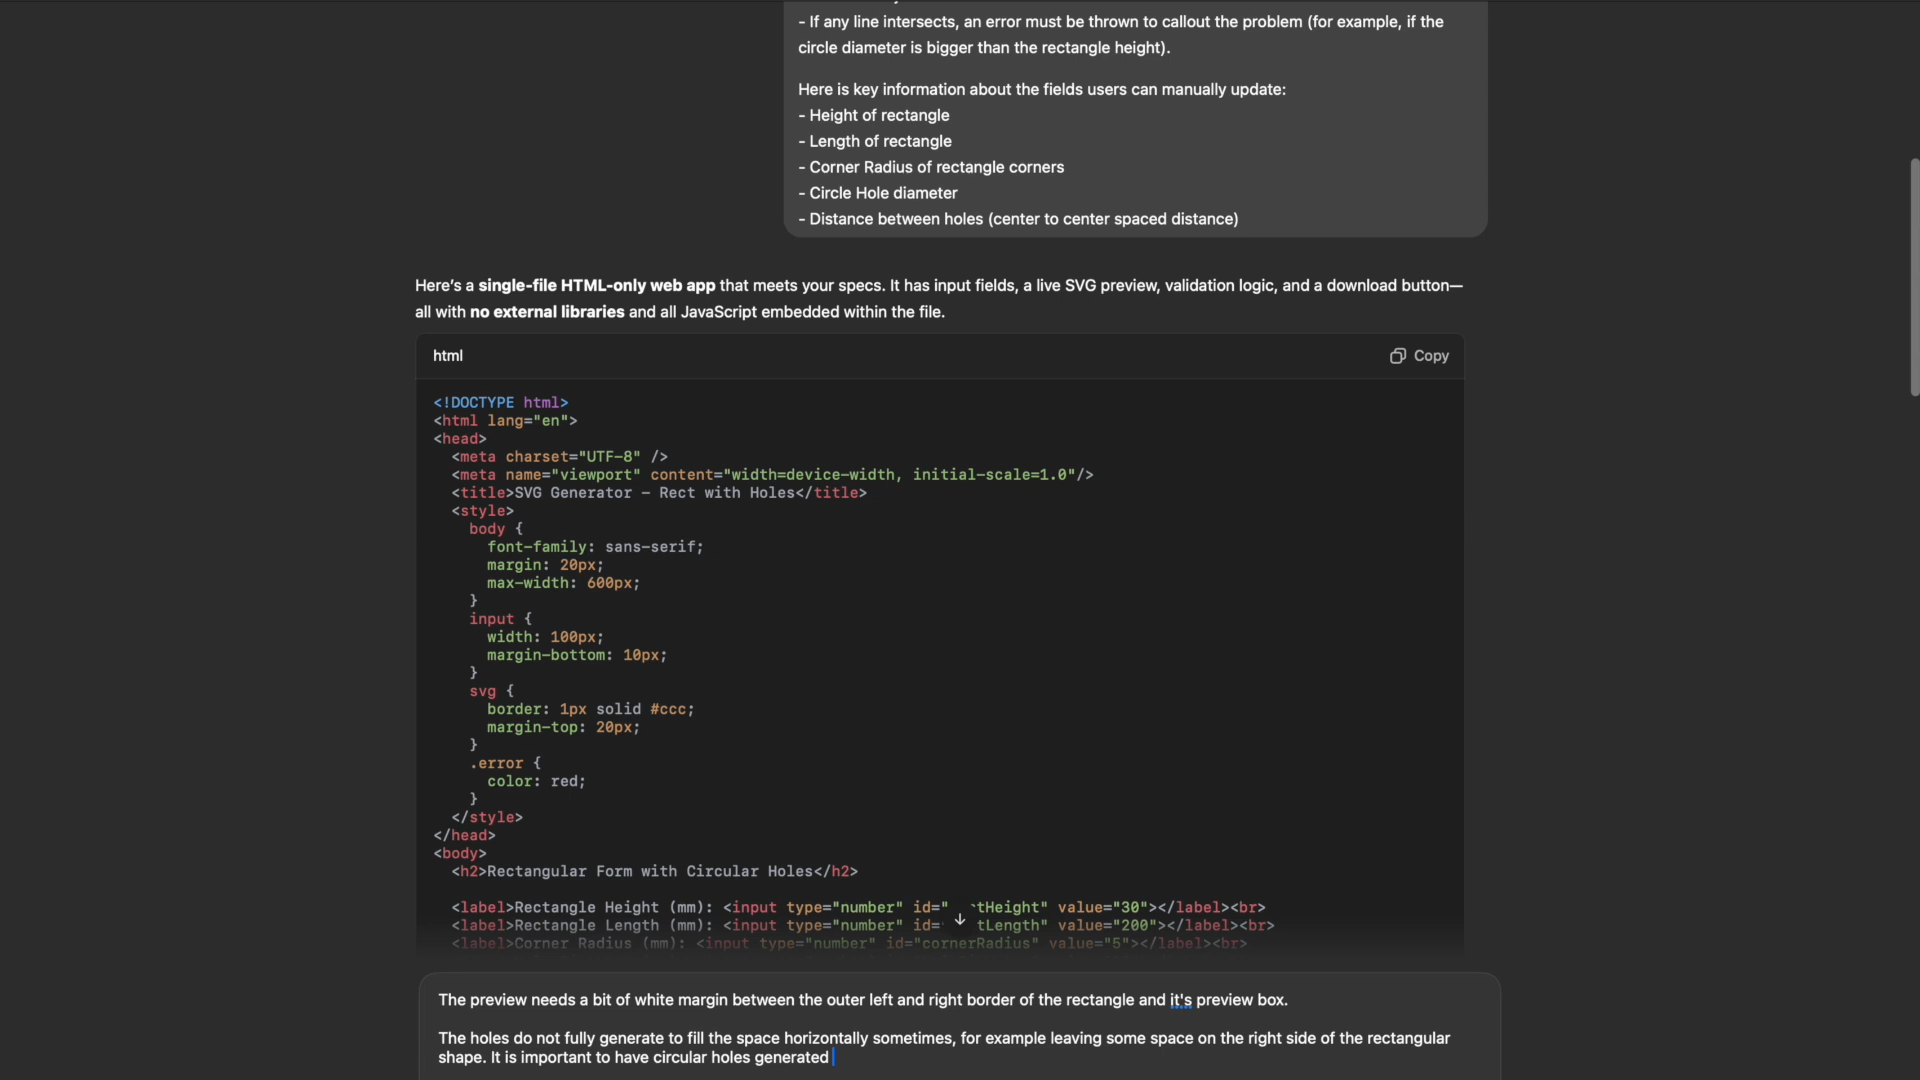 - If any line intersects, an error must be thrown to callout the problem (for example, if the
circle diameter is bigger than the rectangle height).
Here is key information about the fields users can manually update:
- Height of rectangle
- Length of rectangle
- Corner Radius of rectangle corners
- Circle Hole diameter
- Distance between holes (center to center spaced distance)
Here's a single-file HTML-only web app that meets your specs. It has input fields, a live SVG preview, validation logic, and a download button—
all with no external libraries and all JavaScript embedded within the file.
html
Copy
<!DOCTYPE html>
<html lang="en">
<head>
<meta charset="UTF-8" />
<meta name="viewport" content="width=device-width, initial-scale=1.0"/>
<title>SVG Generator – Rect with Holes</title>
<style>
body {
font-family: sans-serif;
margin: 20px;
max-width: 600px;
}
input {
width: 100px;
margin-bottom: 10px;
}
svg {
border: 1px solid #ccc;
margin-top: 20px;
}
.error {
color: red;
}
</style>
</head>
<body>
<h2>Rectangular Form with Circular Holes</h2>
<label>Rectangle Height (mm): <input type="number" id=" tHeight" value="30"></label><br>
<label>Rectangle Length (mm): <input type="number" id= tLength" value="200"></label><br>
<label>Corner Radius (mm): <input type="number" id="cornerRadius" value="5"></label><br>
The preview needs a bit of white margin between the outer left and right border of the rectangle and it's preview box.
The holes do not fully generate to fill the space horizontally sometimes, for example leaving some space on the right side of the rectangular
shape. It is important to have circular holes generated